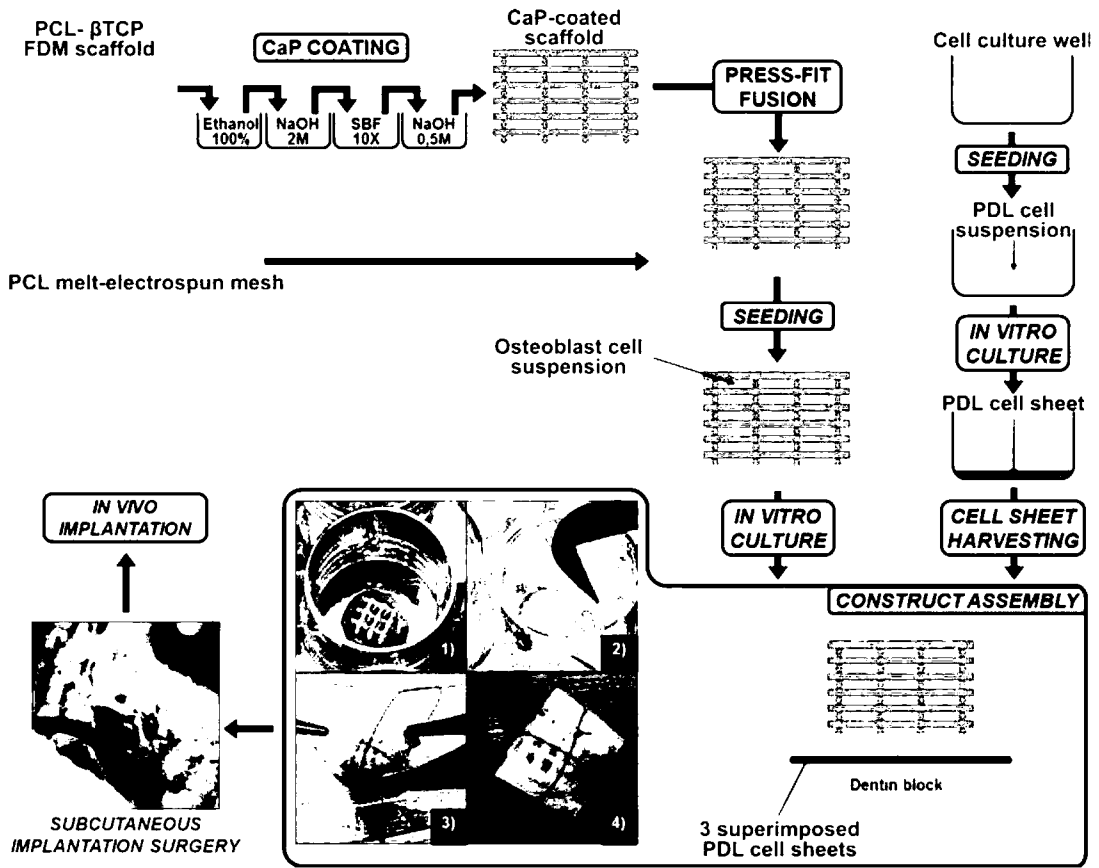 PCL- βTCP
FDM scaffold
CaP COATING
Ethanol
100%
NaOH
2M
SBF
10X
NaOH
0,5M
CaP-coated
scaffold
PRESS-FIT
FUSION
Cell culture well
SEEDING
PDL cell
suspension
PCL melt-electrospun mesh
SEEDING
IN VITRO
CULTURE
Osteoblast cell
suspension
PDL cell sheet
IN VIVO
IMPLANTATION
IN VITRO
CULTURE
CELL SHEET
HARVESTING
CONSTRUCT ASSEMBLY
1)
2)
3)
4)
Dentin block
3 superimposed
PDL cell sheets
SUBCUTANEOUS
IMPLANTATION SURGERY